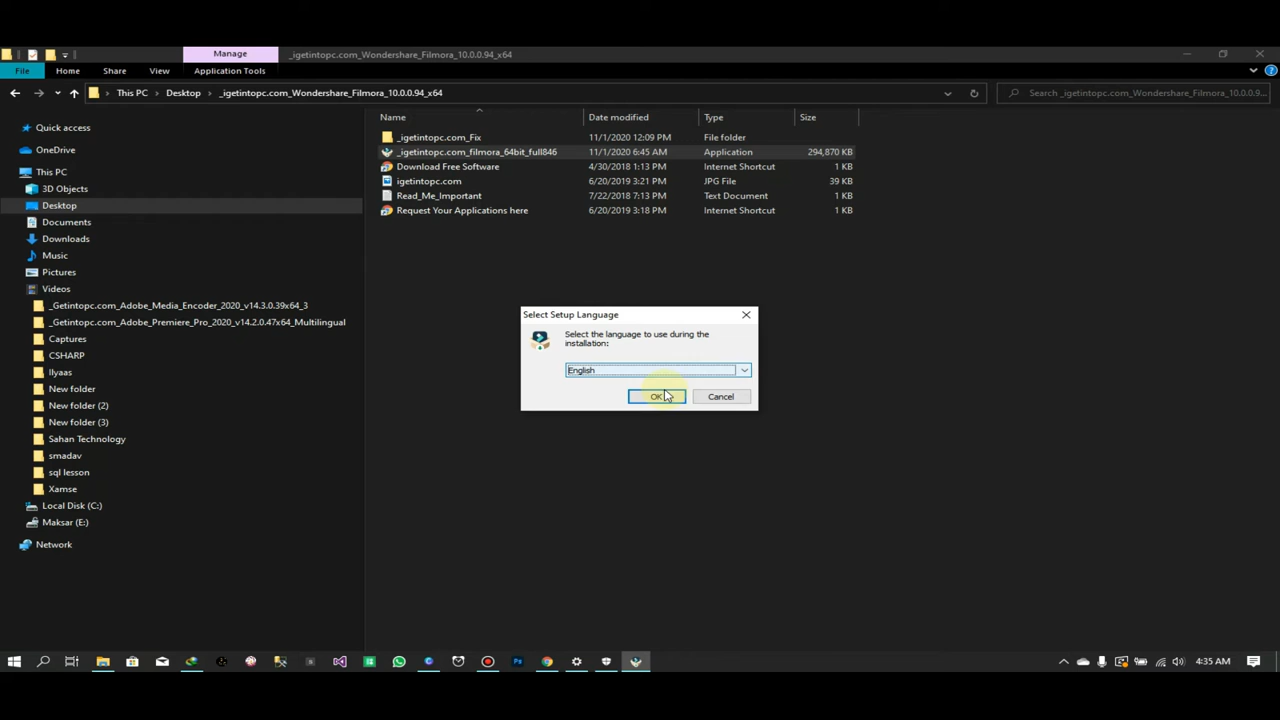 Manage
_igetintopc.com_Wondershare_Filmora_10.0.0.94_x64
File
Home
Share
View
Application Tools
This PC
Desktop
_igetintopc.com_Wondershare_Filmora_10.0.0.94_x64
Search _igetintopc.com_Wondershare_Filmora_10.0.0.9...
Name
Date modified
Type
Size
Quick access
OneDrive
This PC
3D Objects
Desktop
Documents
Downloads
Music
Pictures
Videos
_Getintopc.com_Adobe_Media_Encoder_2020_v14.3.0.39x64_3
_Getintopc.com_Adobe_Premiere_Pro_2020_v14.2.0.47x64_Multilingual
Captures
CSHARP
Ilyaas
New folder
New folder (2)
New folder (3)
Sahan Technology
smadav
sql lesson
Xamse
Local Disk (C:)
Maksar (E:)
Network
_igetintopc.com_Fix 11/1/2020 12:09 PM File folder
_igetintopc.com_filmora_64bit_full846 11/1/2020 6:45 AM Application 294,870 KB
Download Free Software 4/30/2018 1:13 PM Internet Shortcut 1 KB
igetintopc.com 6/20/2019 3:21 PM JPG File 39 KB
Read_Me_Important 7/22/2018 7:13 PM Text Document 1 KB
Request Your Applications here 6/20/2019 3:18 PM Internet Shortcut 1 KB
Select Setup Language
Select the language to use during the
installation:
English
OK
Cancel
4:35 AM